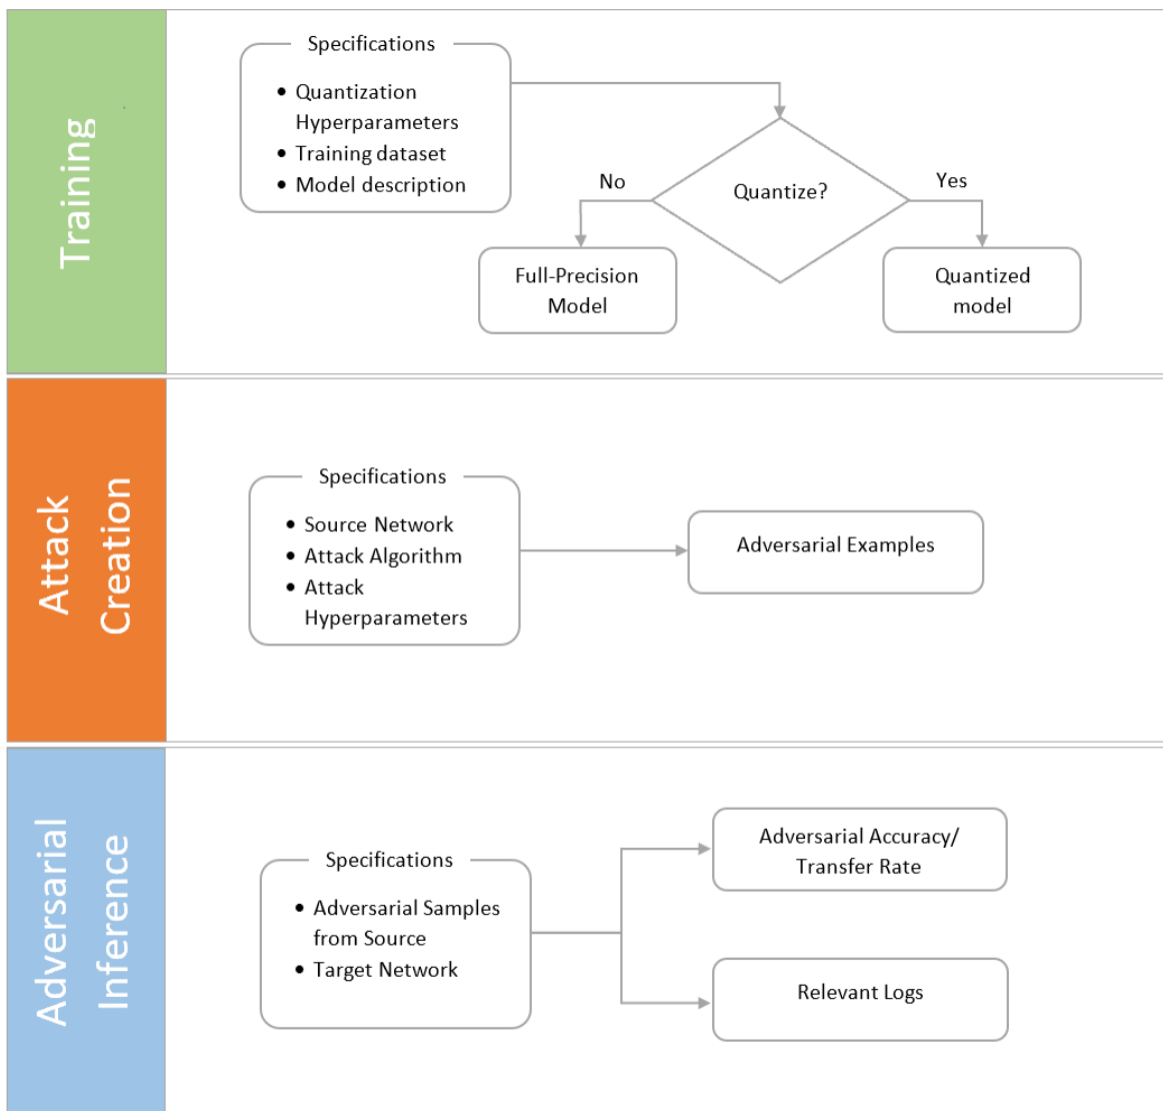 Training
Specifications
• Quantization
Hyperparameters
• Training dataset
• Model description
Quantize?
No
Yes
Full-Precision
Model
Quantized
model
Attack
Creation
Specifications
• Source Network
• Attack Algorithm
• Attack
Hyperparameters
Adversarial Examples
Adversarial
Inference
Specifications
• Adversarial Samples
from Source
• Target Network
Adversarial Accuracy/
Transfer Rate
Relevant Logs